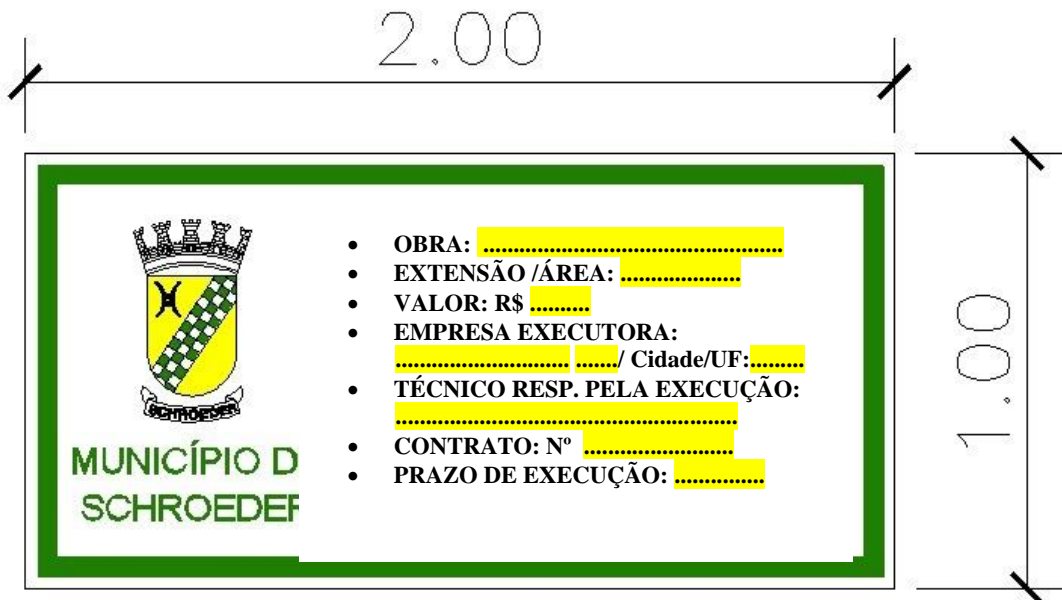 2.00
• OBRA: ..................................................
• EXTENSÃO /ÁREA: ....................
• VALOR: R$ ..........
• EMPRESA EXECUTORA:
............................. ......./ Cidade/UF:.........
• TÉCNICO RESP. PELA EXECUÇÃO:
.........................................................
• CONTRATO: Nº .........................
• PRAZO DE EXECUÇÃO: ...............
SCHROEDER
MUNICÍPIO D
SCHROEDER
1.00